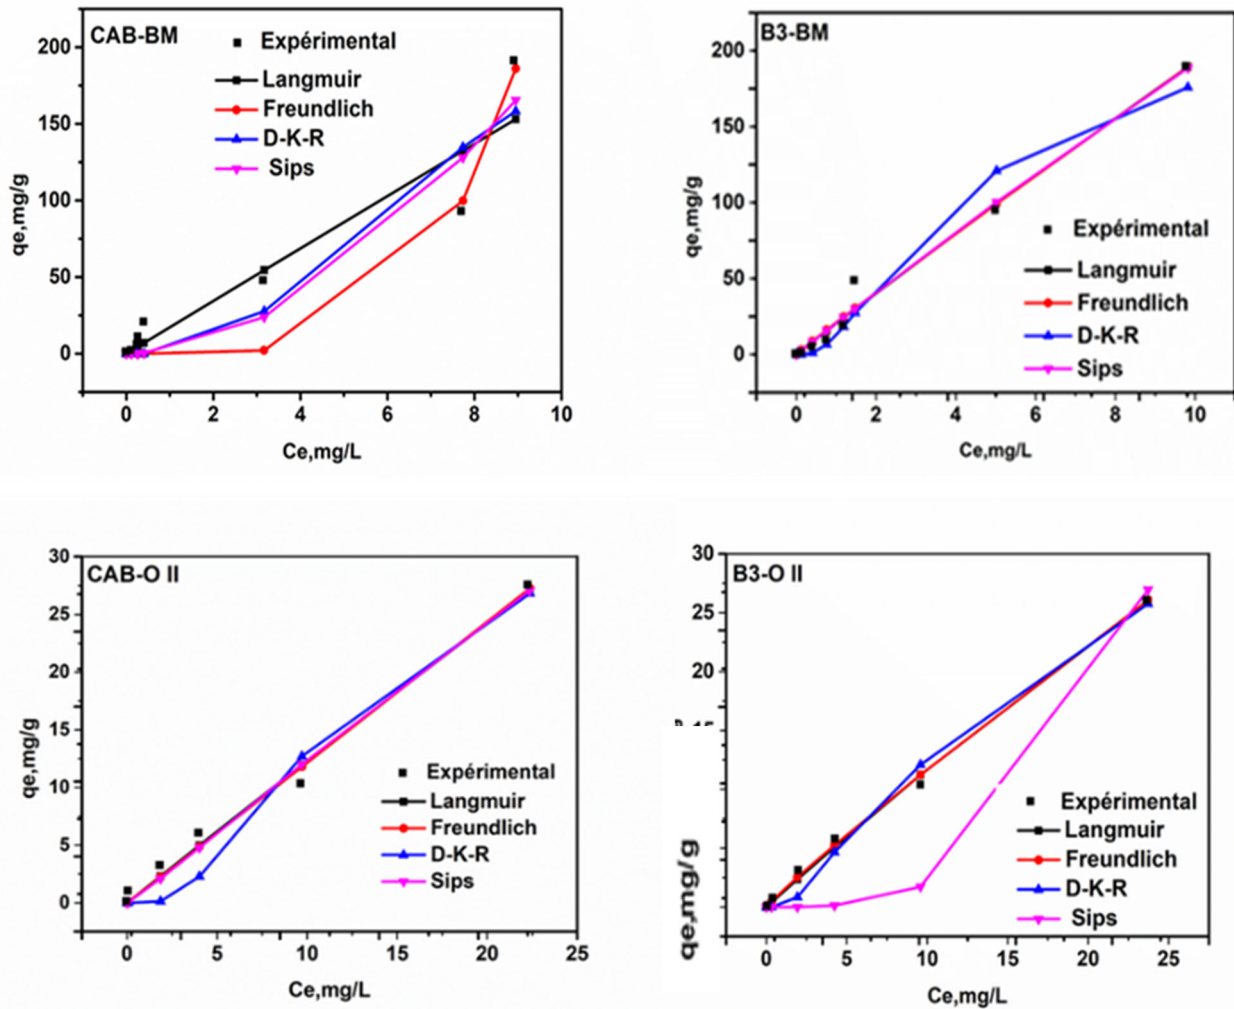 CAB-BM
Expérimental
Langmuir
Freundlich
D-K-R
Sips
200
150
100
50
0
qe,mg/g
0 2 4 6 8 10
Ce,mg/L
B3-BM
200
150
100
50
0
qe,mg/g
Expérimental
Langmuir
Freundlich
D-K-R
Sips
0 2 4 6 8 10
Ce,mg/L
CAB-O II
30
25
20
15
10
5
0
qe,mg/g
Expérimental
Langmuir
Freundlich
D-K-R
Sips
0 5 10 15 20 25
Ce,mg/L
B3-O II
30
25
20
qe,mg/g
Expérimental
Langmuir
Freundlich
D-K-R
Sips
0 5 10 15 20 25
Ce,mg/L